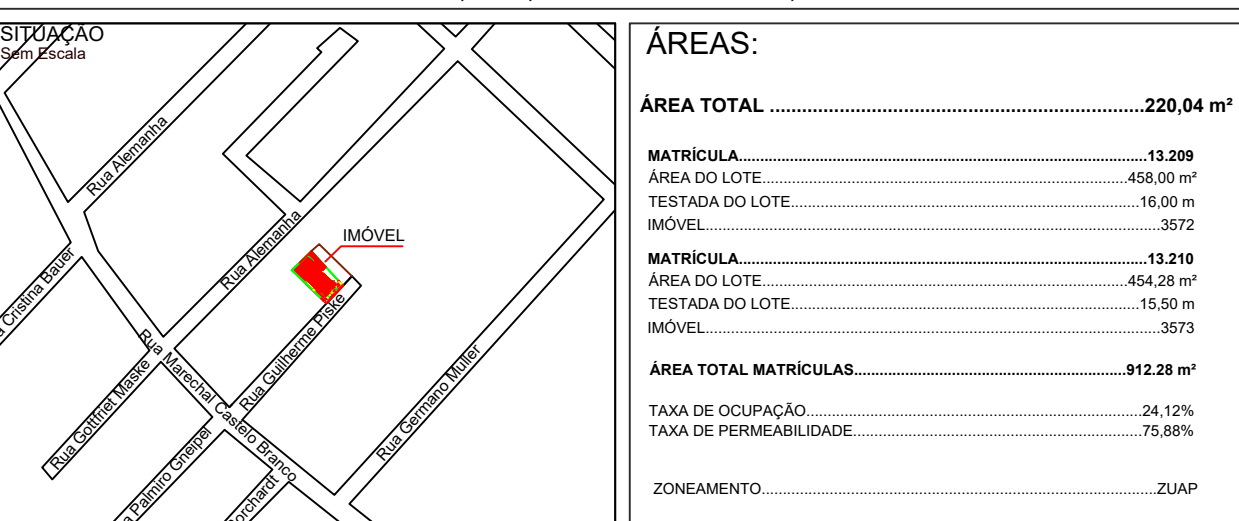 SITUAÇÃO
Sem Escala
Rua Alemanha
Rua Alemanha
IMÓVEL
Cristina Bauer
Rua Guilherme Piske
Rua Marechal Castelo Branco
Rua Gottfriet Maske
Rua Germano Muller
Palmiro Gneipel
Borchardt
ÁREAS:
ÁREA TOTAL ......................................................................220,04 m²
MATRÍCULA....................................................................................................13.209
ÁREA DO LOTE.........................................................................................458,00 m²
TESTADA DO LOTE.....................................................................................16,00 m
IMÓVEL.............................................................................................................3572
MATRÍCULA....................................................................................................13.210
ÁREA DO LOTE.........................................................................................454,28 m²
TESTADA DO LOTE.....................................................................................15,50 m
IMÓVEL.............................................................................................................3573
ÁREA TOTAL MATRÍCULAS..................................................................912.28 m²
TAXA DE OCUPAÇÃO..................................................................................24,12%
TAXA DE PERMEABILIDADE.......................................................................75,88%
ZONEAMENTO................................................................................................ZUAP